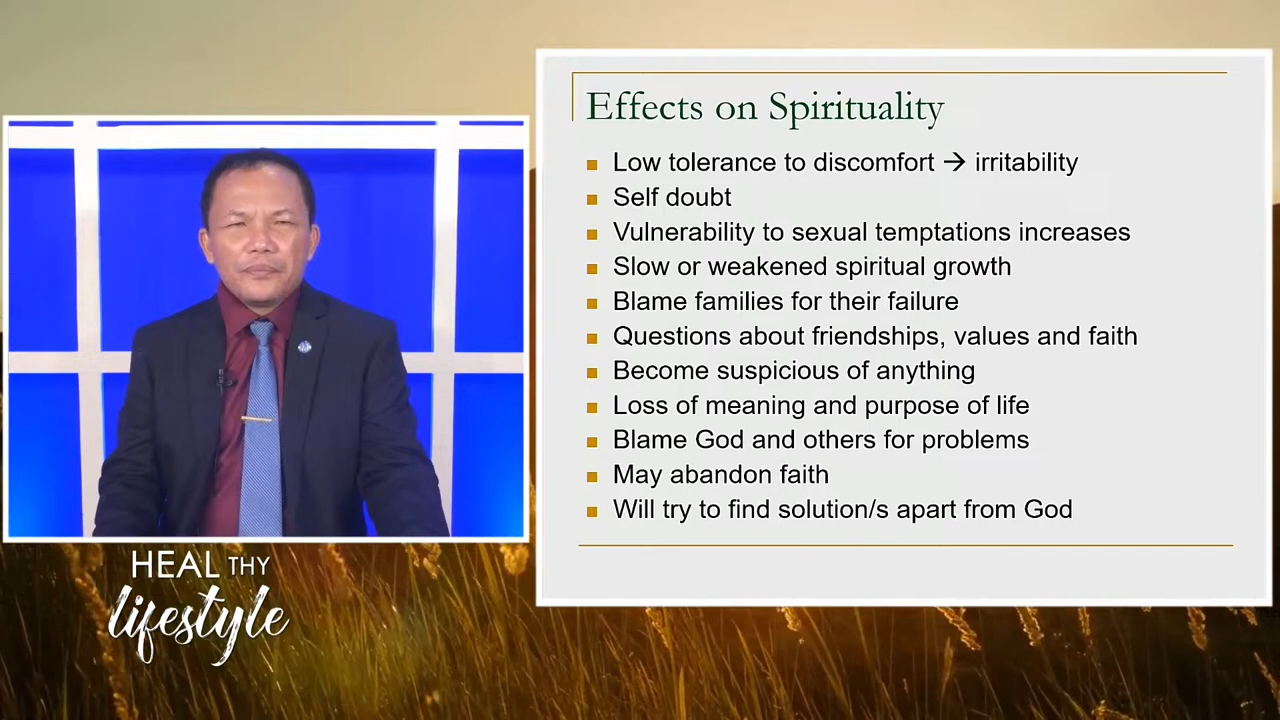 Effects on Spirituality
Low tolerance to discomfort → irritability
Self doubt
Vulnerability to sexual temptations increases
Slow or weakened spiritual growth
Blame families for their failure
Questions about friendships, values and faith
Become suspicious of anything
Loss of meaning and purpose of life
Blame God and others for problems
May abandon faith
Will try to find solution/s apart from God
HEAL THY
lifestyle